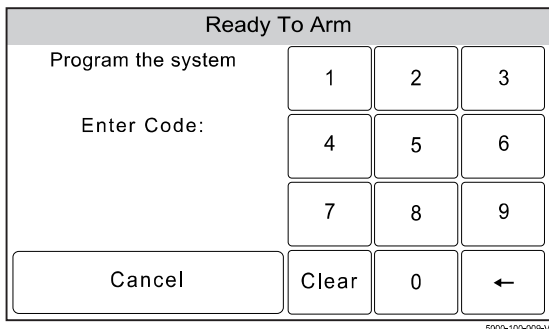 Ready To Arm
Program the system
Enter Code:
1 2 3
4 5 6
7 8 9
Cancel Clear 0 ←